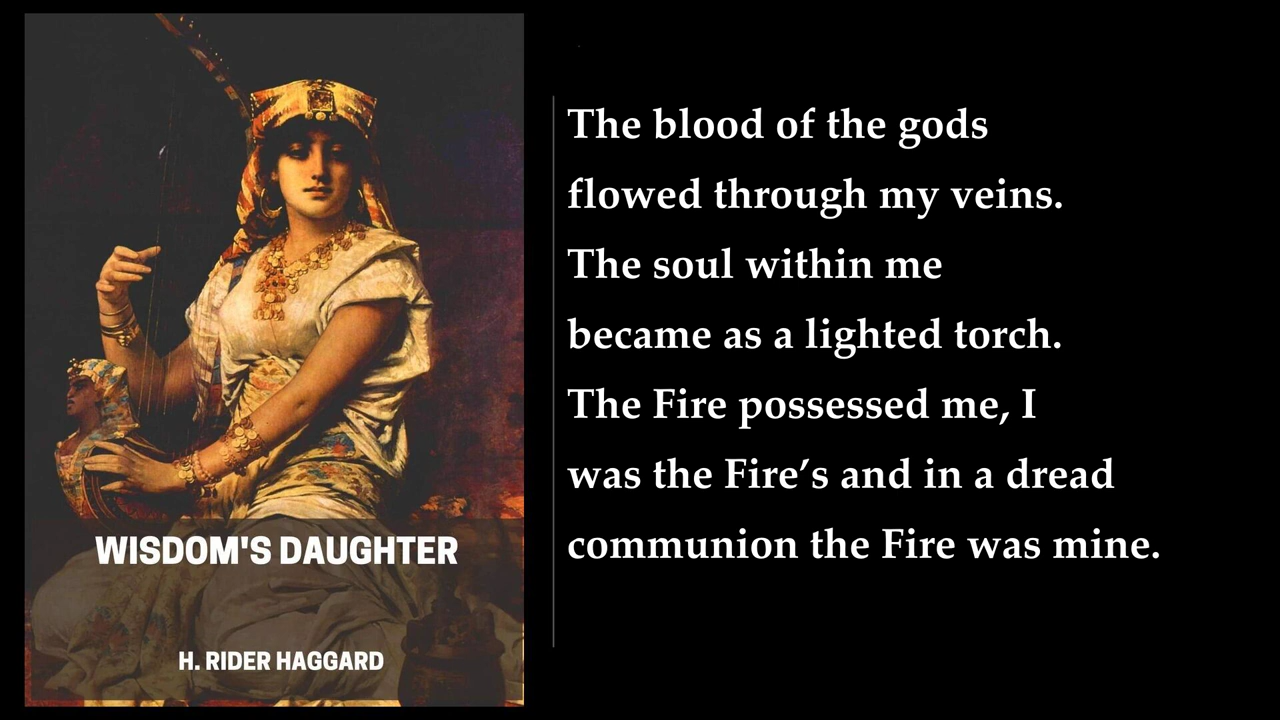 WISDOM'S DAUGHTER
H. RIDER HAGGARD
The blood of the gods
flowed through my veins.
The soul within me
became as a lighted torch.
The Fire possessed me, I
was the Fire’s and in a dread
communion the Fire was mine.